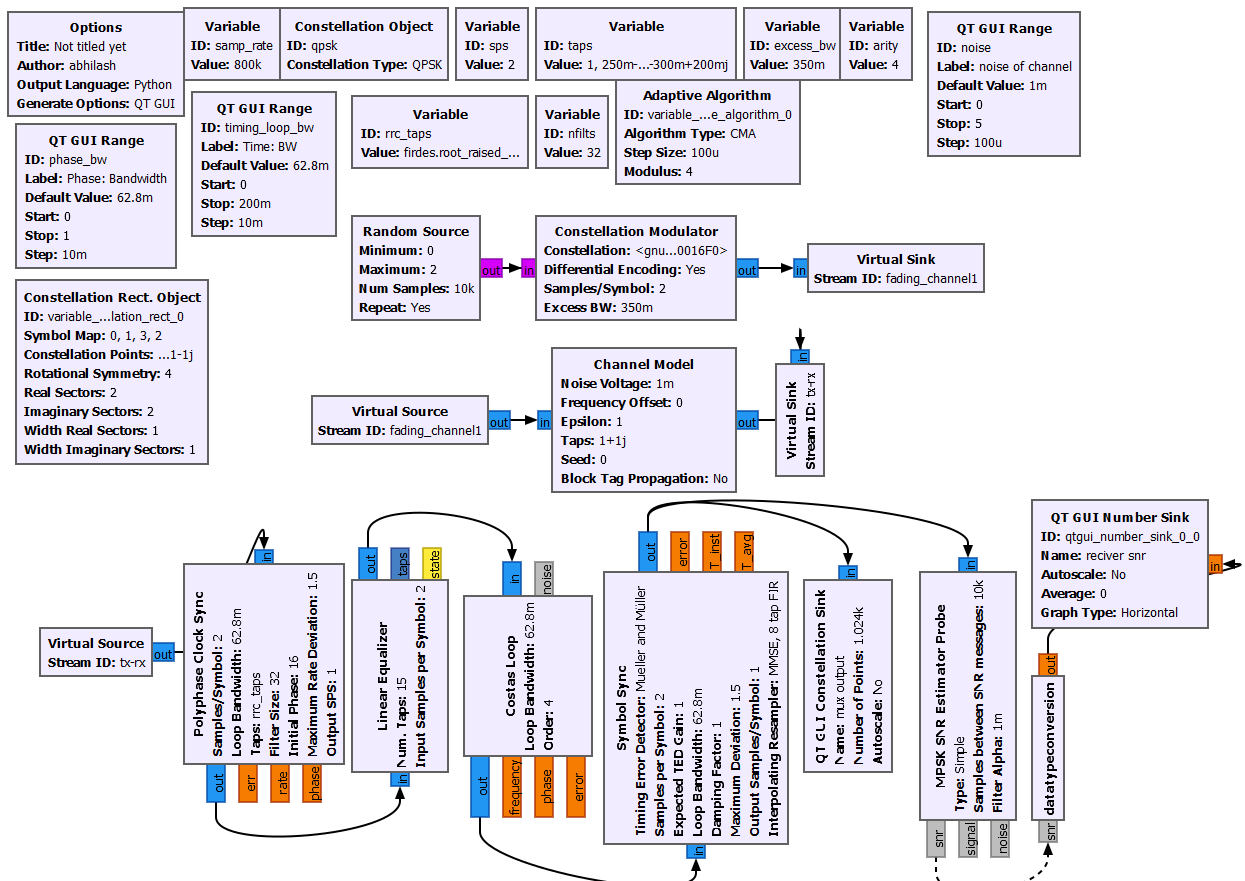 Options
Title: Not titled yet
Author: abhilash
Output Language: Python
Generate Options: QT GUI
Variable
ID: samp_rate
Value: 800k
Constellation Object
ID: qpsk
Constellation Type: QPSK
Variable
ID: sps
Value: 2
Variable
ID: taps
Value: 1, 250m-...-300m+200mj
Variable
ID: excess_bw
Value: 350m
Variable
ID: arity
Value: 4
QT GUI Range
ID: noise
Label: noise of channel
Default Value: 1m
Start: 0
Stop: 5
Step: 100u
QT GUI Range
ID: phase_bw
Label: Phase: Bandwidth
Default Value: 62.8m
Start: 0
Stop: 1
Step: 10m
QT GUI Range
ID: timing_loop_bw
Label: Time: BW
Default Value: 62.8m
Start: 0
Stop: 200m
Step: 10m
Variable
ID: rrc_taps
Value: firdes.root_raised_...
Variable
ID: nfilts
Value: 32
Adaptive Algorithm
ID: variable_...e_algorithm_0
Algorithm Type: CMA
Step Size: 100u
Modulus: 4
Constellation Rect. Object
ID: variable_...lation_rect_0
Symbol Map: 0, 1, 3, 2
Constellation Points: ...1-1j
Rotational Symmetry: 4
Real Sectors: 2
Imaginary Sectors: 2
Width Real Sectors: 1
Width Imaginary Sectors: 1
Random Source
Minimum: 0
Maximum: 2
Num Samples: 10k
Repeat: Yes
out
in
Constellation Modulator
Constellation: <gnu...0016F0>
Differential Encoding: Yes
Samples/Symbol: 2
Excess BW: 350m
out
in
Virtual Sink
Stream ID: fading_channel1
Virtual Source
Stream ID: fading_channel1
out
in
Channel Model
Noise Voltage: 1m
Frequency Offset: 0
Epsilon: 1
Taps: 1+1j
Seed: 0
Block Tag Propagation: No
out
in
Virtual Sink
Stream ID: tx-rx
Virtual Source
Stream ID: tx-rx
out
in
Polyphase Clock Sync
Samples/Symbol: 2
Loop Bandwidth: 62.8m
Taps: rrc_taps
Filter Size: 32
Initial Phase: 16
Maximum Rate Deviation: 1.5
Output SPS: 1
out
err
rate
phase
out
taps
state
Linear Equalizer
Num. Taps: 15
Input Samples per Symbol: 2
in
in
noise
Costas Loop
Loop Bandwidth: 62.8m
Order: 4
out
frequency
phase
error
out
error
T_inst
T_avg
Symbol Sync
Timing Error Detector: Mueller and Müller
Samples per Symbol: 2
Expected TED Gain: 1
Loop Bandwidth: 62.8m
Damping Factor: 1
Maximum Deviation: 1.5
Output Samples/Symbol: 1
Interpolating Resampler: MMSE, 8 tap FIR
in
in
QT GUI Constellation Sink
Name: mux output
Number of Points: 1.024k
Autoscale: No
in
MPSK SNR Estimator Probe
Type: Simple
Samples between SNR messages: 10k
Filter Alpha: 1m
snr
signal
noise
QT GUI Number Sink
ID: qtgui_number_sink_0_0
Name: reciver snr
Autoscale: No
Average: 0
Graph Type: Horizontal
in
out
datatypeconversion
snr